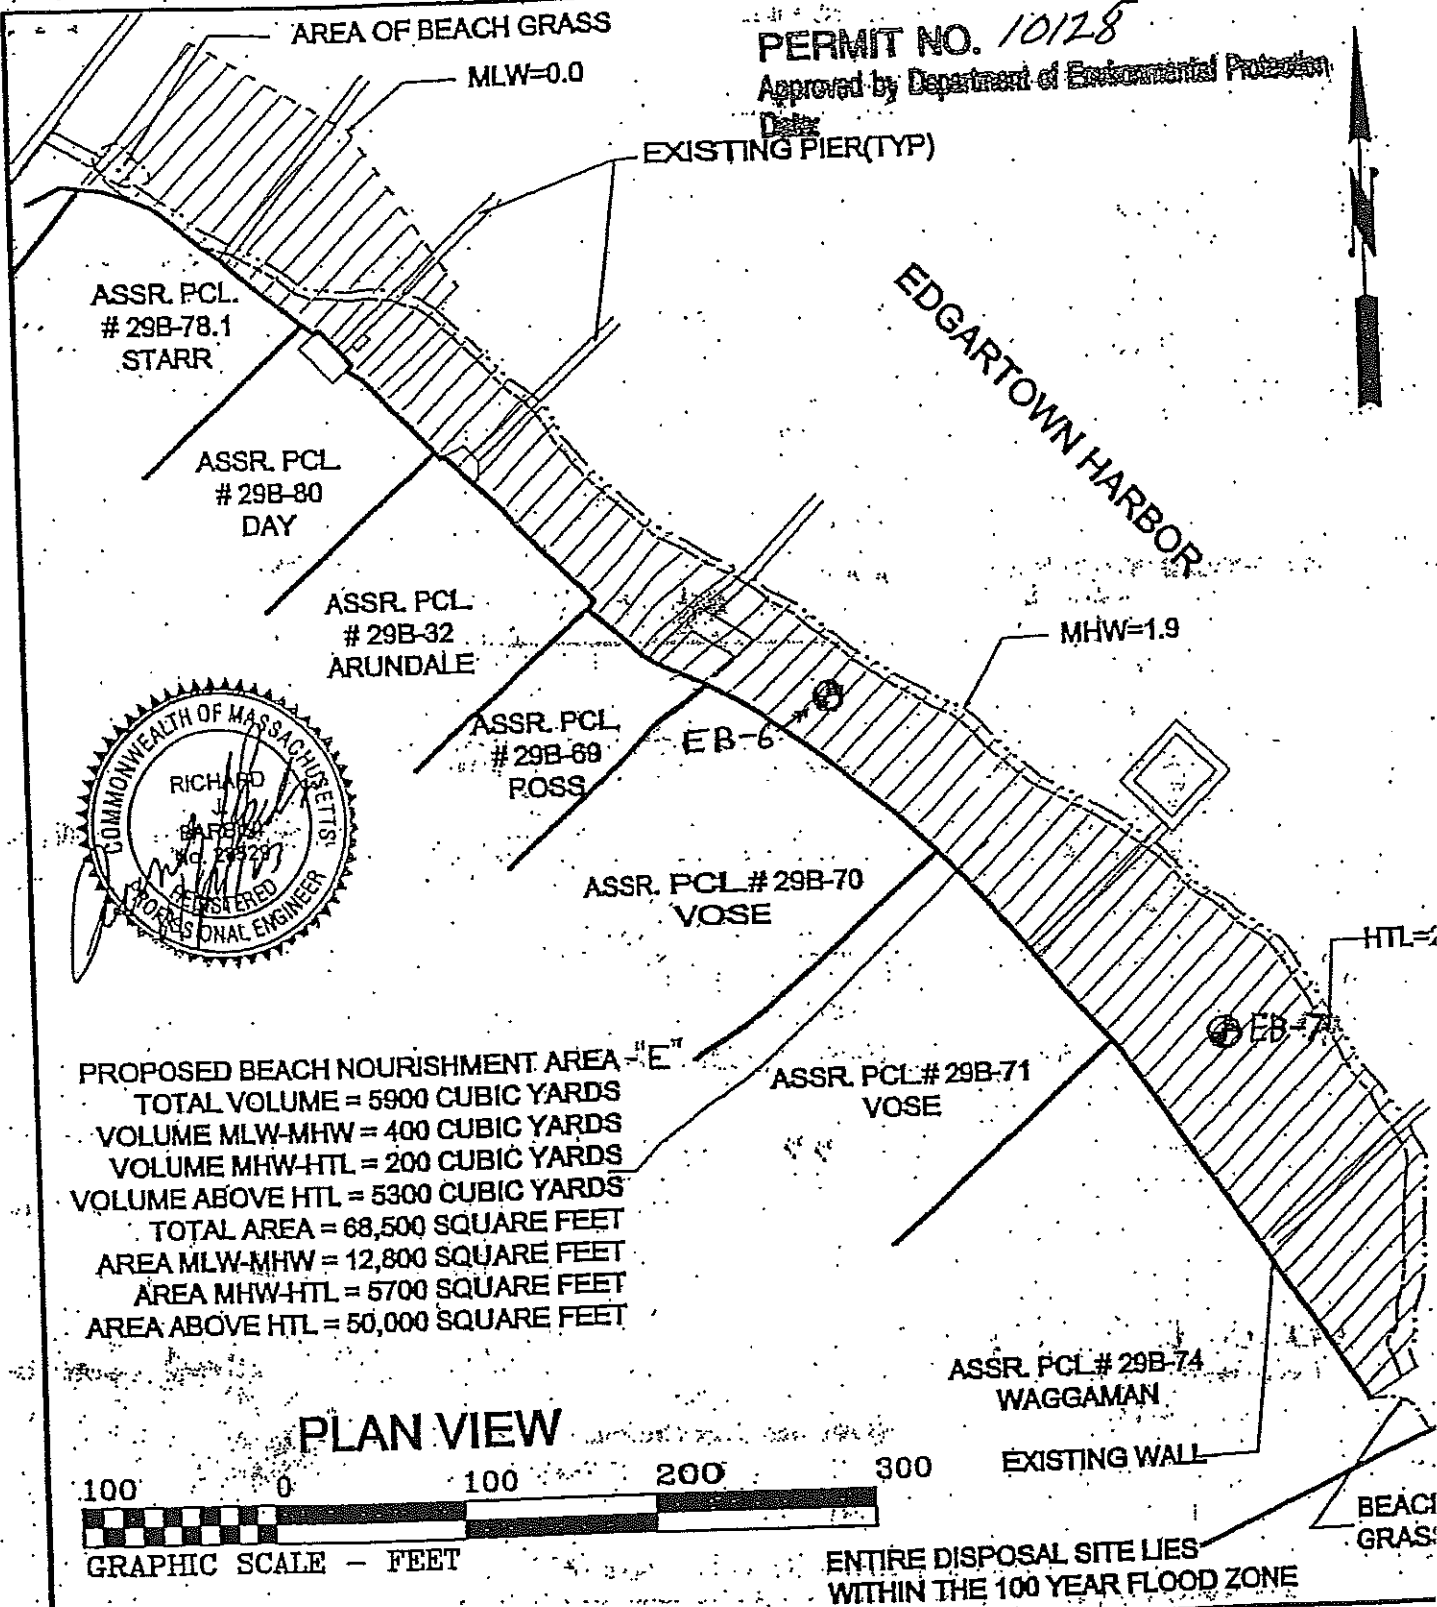 AREA OF BEACH GRASS
MLW=0.0
PERMIT NO. 10128
Approved by Department of Environmental Protection
Date
EXISTING PIER(TYP)
N
EDGARTOWN HARBOR
ASSR. PCL.
# 29B-78.1
STARR
ASSR. PCL.
# 29B-80
DAY
ASSR. PCL.
# 29B-32
ARUNDALE
MHW=1.9
ASSR. PCL.
# 29B-69
ROSS
EB-6
COMMONWEALTH OF MASSACHUSETTS
RICHARD
J.
No.
REGISTERED
PROFESSIONAL ENGINEER
ASSR. PCL.# 29B-70
VOSE
HTL=
EB-7
PROPOSED BEACH NOURISHMENT AREA -"E"
TOTAL VOLUME = 5900 CUBIC YARDS
VOLUME MLW-MHW = 400 CUBIC YARDS
VOLUME MHW-HTL = 200 CUBIC YARDS
VOLUME ABOVE HTL = 5300 CUBIC YARDS
TOTAL AREA = 68,500 SQUARE FEET
AREA MLW-MHW = 12,800 SQUARE FEET
AREA MHW-HTL = 5700 SQUARE FEET
AREA ABOVE HTL = 50,000 SQUARE FEET
ASSR. PCL.# 29B-71
VOSE
ASSR. PCL.# 29B-74
WAGGAMAN
EXISTING WALL
PLAN VIEW
100 0 100 200 300
GRAPHIC SCALE - FEET
BEACH
GRASS
ENTIRE DISPOSAL SITE LIES
WITHIN THE 100 YEAR FLOOD ZONE